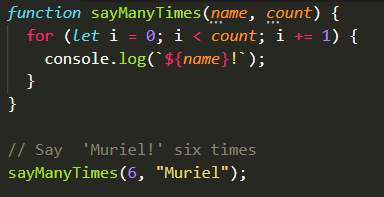 function sayManyTimes(name, count) {
  for (let i = 0; i < count; i += 1) {
    console.log(`${name}!`);
  }
}

// Say  'Muriel!' six times
sayManyTimes(6, "Muriel");